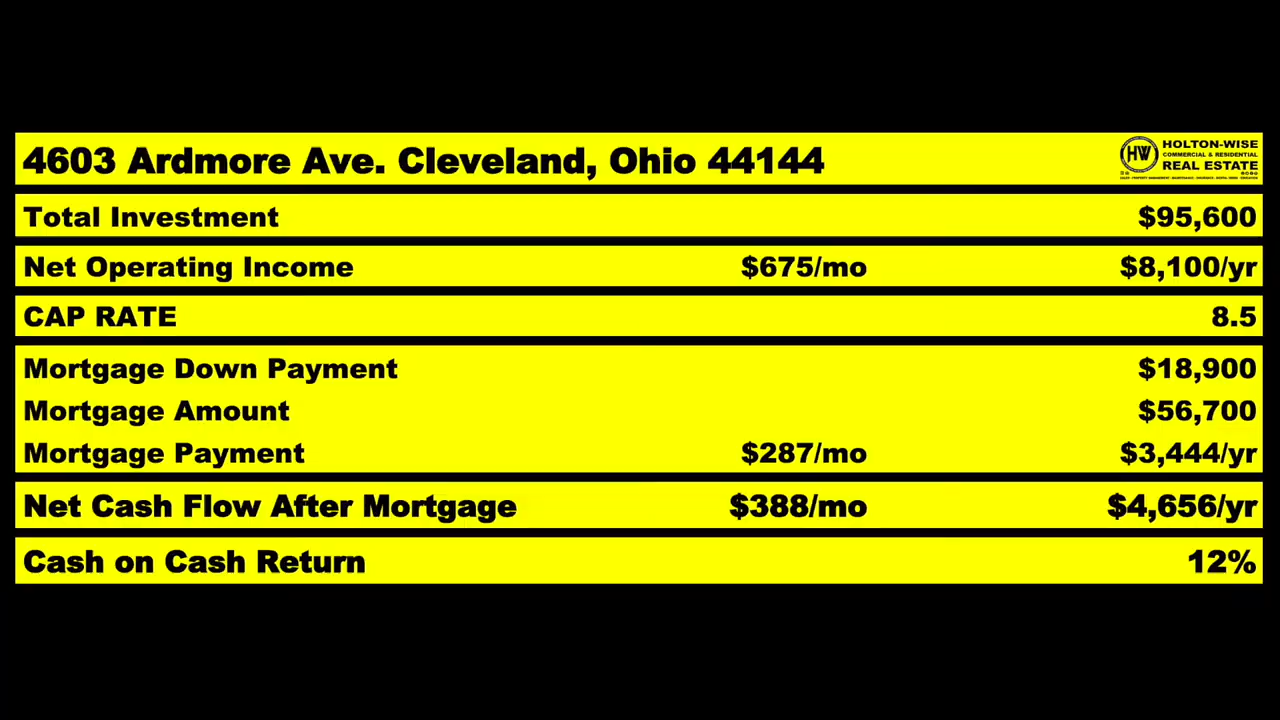 4603 Ardmore Ave. Cleveland, Ohio 44144
HW
HOLTON-WISE
COMMERCIAL & RESIDENTIAL
REAL ESTATE
Total Investment $95,600
Net Operating Income $675/mo $8,100/yr
CAP RATE 8.5
Mortgage Down Payment $18,900
Mortgage Amount $56,700
Mortgage Payment $287/mo $3,444/yr
Net Cash Flow After Mortgage $388/mo $4,656/yr
Cash on Cash Return 12%